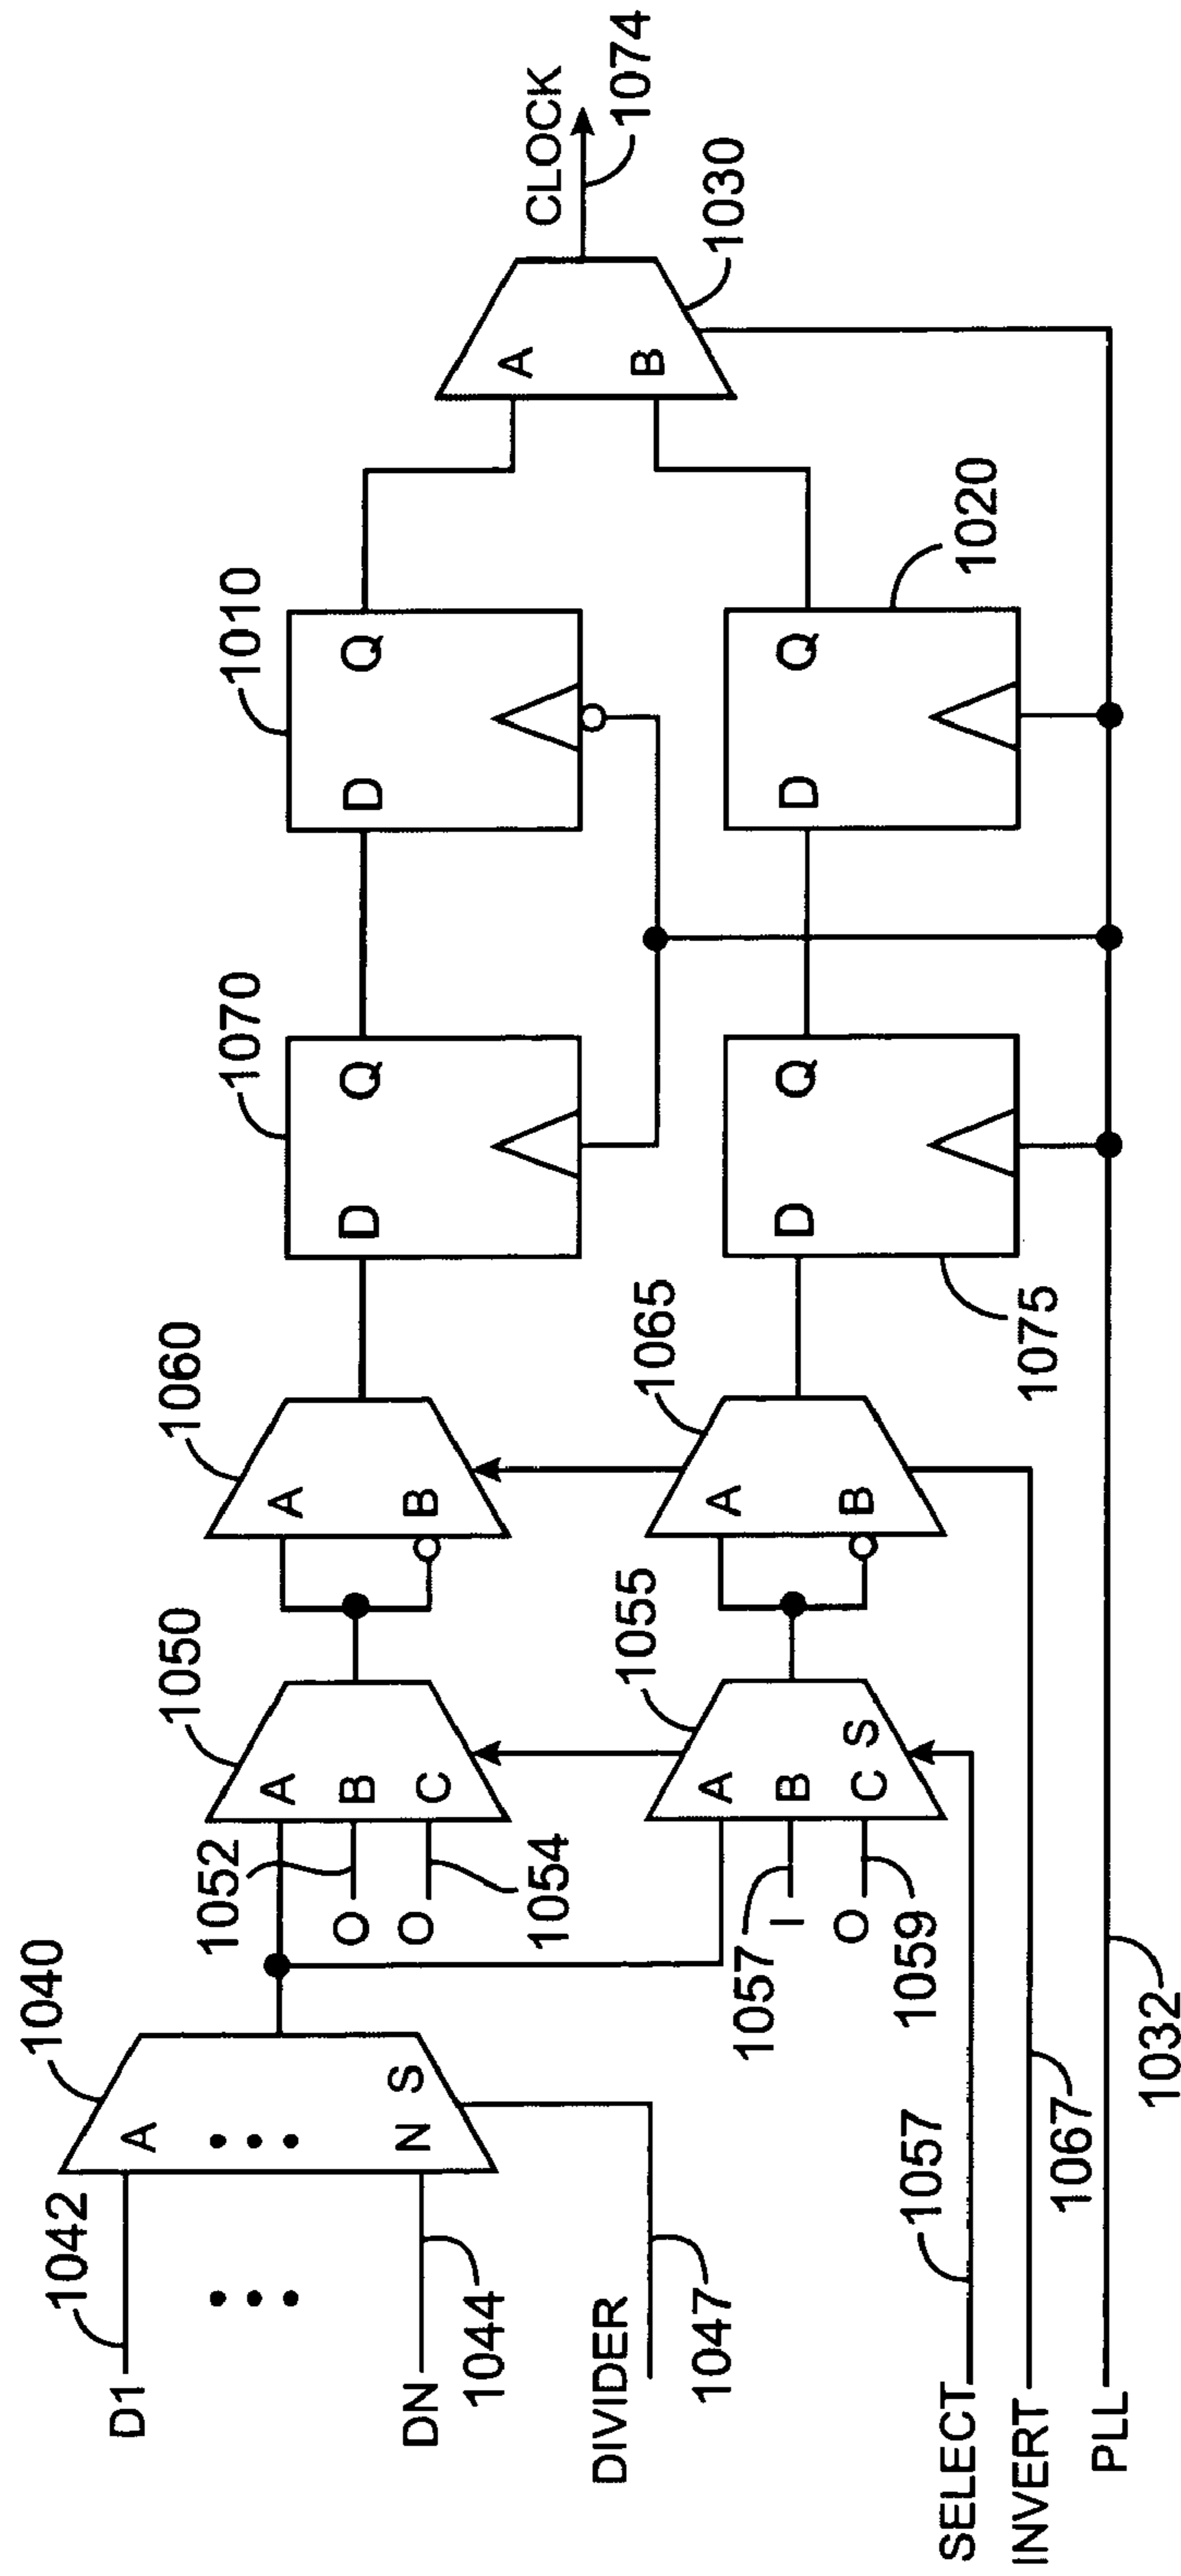 1040
1042
D1
A
N S
DN
1044
DIVIDER
1047
1050
A
B
C
1052
O
O
1054
1055
A
B
C S
1057
I
O
1059
1060
A
B
1065
A
B
1070
D Q
1075
D Q
1010
D Q
1020
D Q
A
B
1030
CLOCK
1074
SELECT
1057
INVERT
1067
PLL
1032